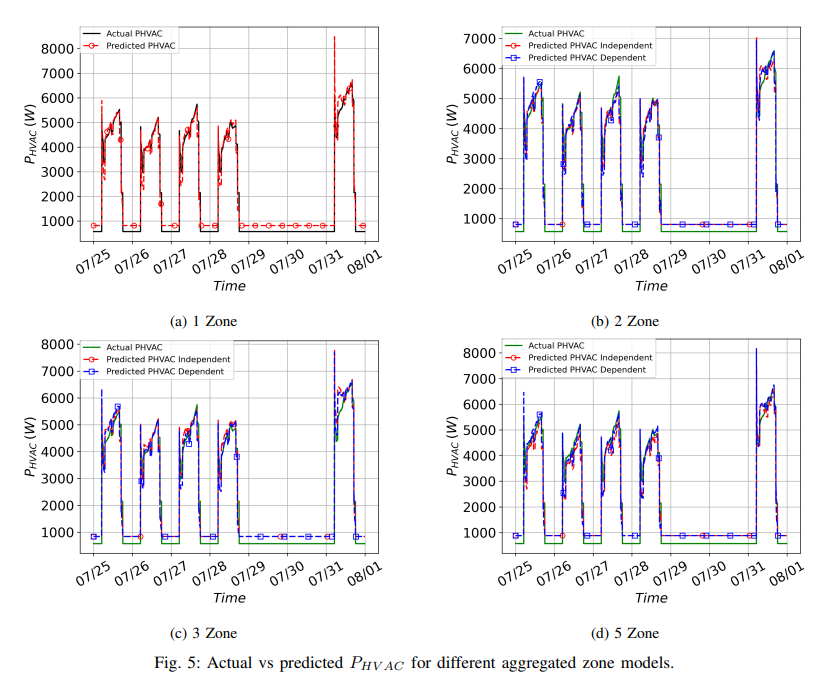 Actual PHVAC
Predicted PHVAC
8000
7000
6000
5000
4000
3000
2000
1000
P_HVAC (W)
07/25
07/26
07/27
07/28
07/29
07/30
07/31
08/01
Time
(a) 1 Zone
Actual PHVAC
Predicted PHVAC Independent
Predicted PHVAC Dependent
7000
6000
5000
4000
3000
2000
1000
P_HVAC (W)
07/25
07/26
07/27
07/28
07/29
07/30
07/31
08/01
Time
(b) 2 Zone
Actual PHVAC
Predicted PHVAC Independent
Predicted PHVAC Dependent
8000
7000
6000
5000
4000
3000
2000
1000
P_HVAC (W)
07/25
07/26
07/27
07/28
07/29
07/30
07/31
08/01
Time
(c) 3 Zone
Actual PHVAC
Predicted PHVAC Independent
Predicted PHVAC Dependent
8000
7000
6000
5000
4000
3000
2000
1000
P_HVAC (W)
07/25
07/26
07/27
07/28
07/29
07/30
07/31
08/01
Time
(d) 5 Zone
Fig. 5: Actual vs predicted P_HVAC for different aggregated zone models.